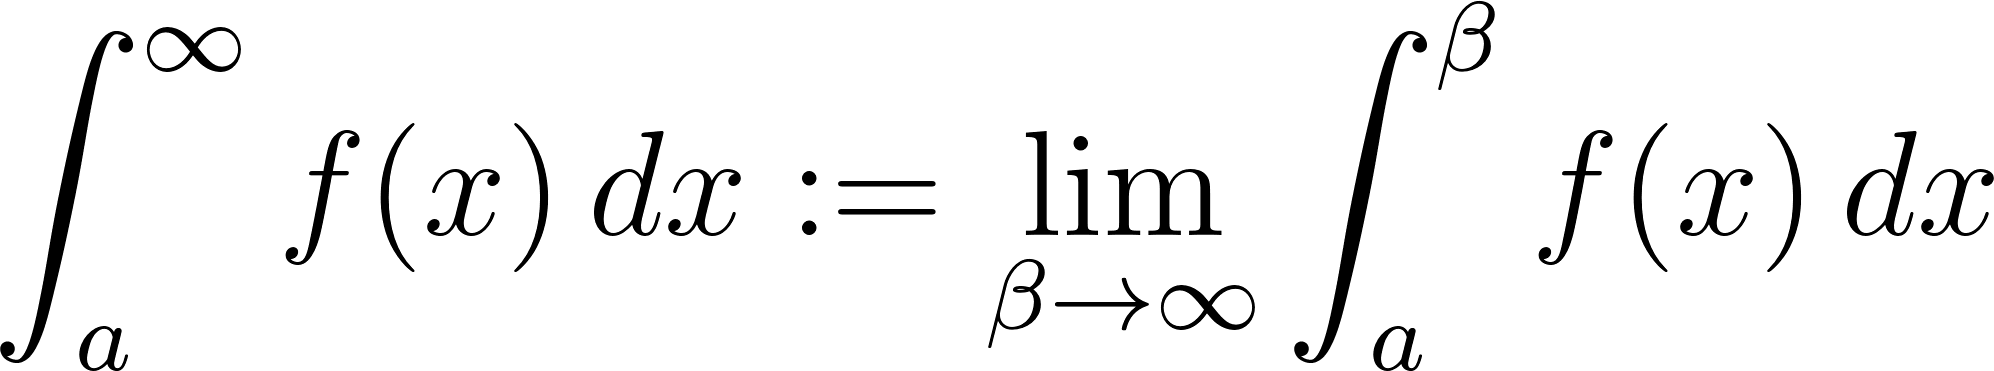 ∫_a^∞ f(x) dx := lim_{β→∞} ∫_a^β f(x) dx